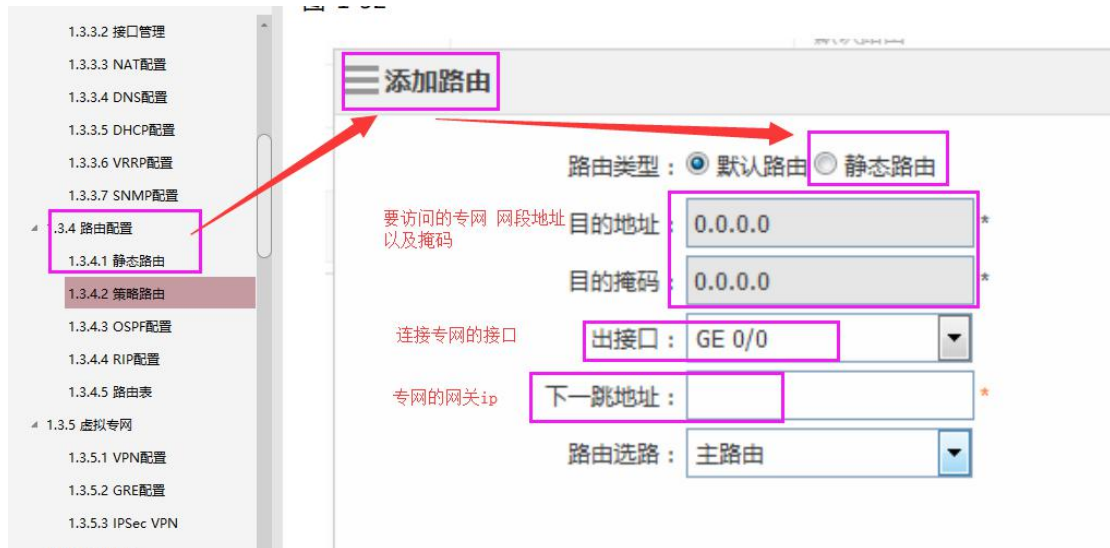 1.3.3.2 接口管理
1.3.3.3 NAT配置
1.3.3.4 DNS配置
1.3.3.5 DHCP配置
1.3.3.6 VRRP配置
1.3.3.7 SNMP配置
1.3.4 路由配置
1.3.4.1 静态路由
1.3.4.2 策略路由
1.3.4.3 OSPF配置
1.3.4.4 RIP配置
1.3.4.5 路由表
1.3.5 虚拟专网
1.3.5.1 VPN配置
1.3.5.2 GRE配置
1.3.5.3 IPSec VPN
添加路由
路由类型： 默认路由 静态路由
要访问的专网 网段地址
以及掩码
目的地址： 0.0.0.0 *
目的掩码： 0.0.0.0 *
连接专网的接口
出接口： GE 0/0
专网的网关ip
下一跳地址： *
路由选路： 主路由